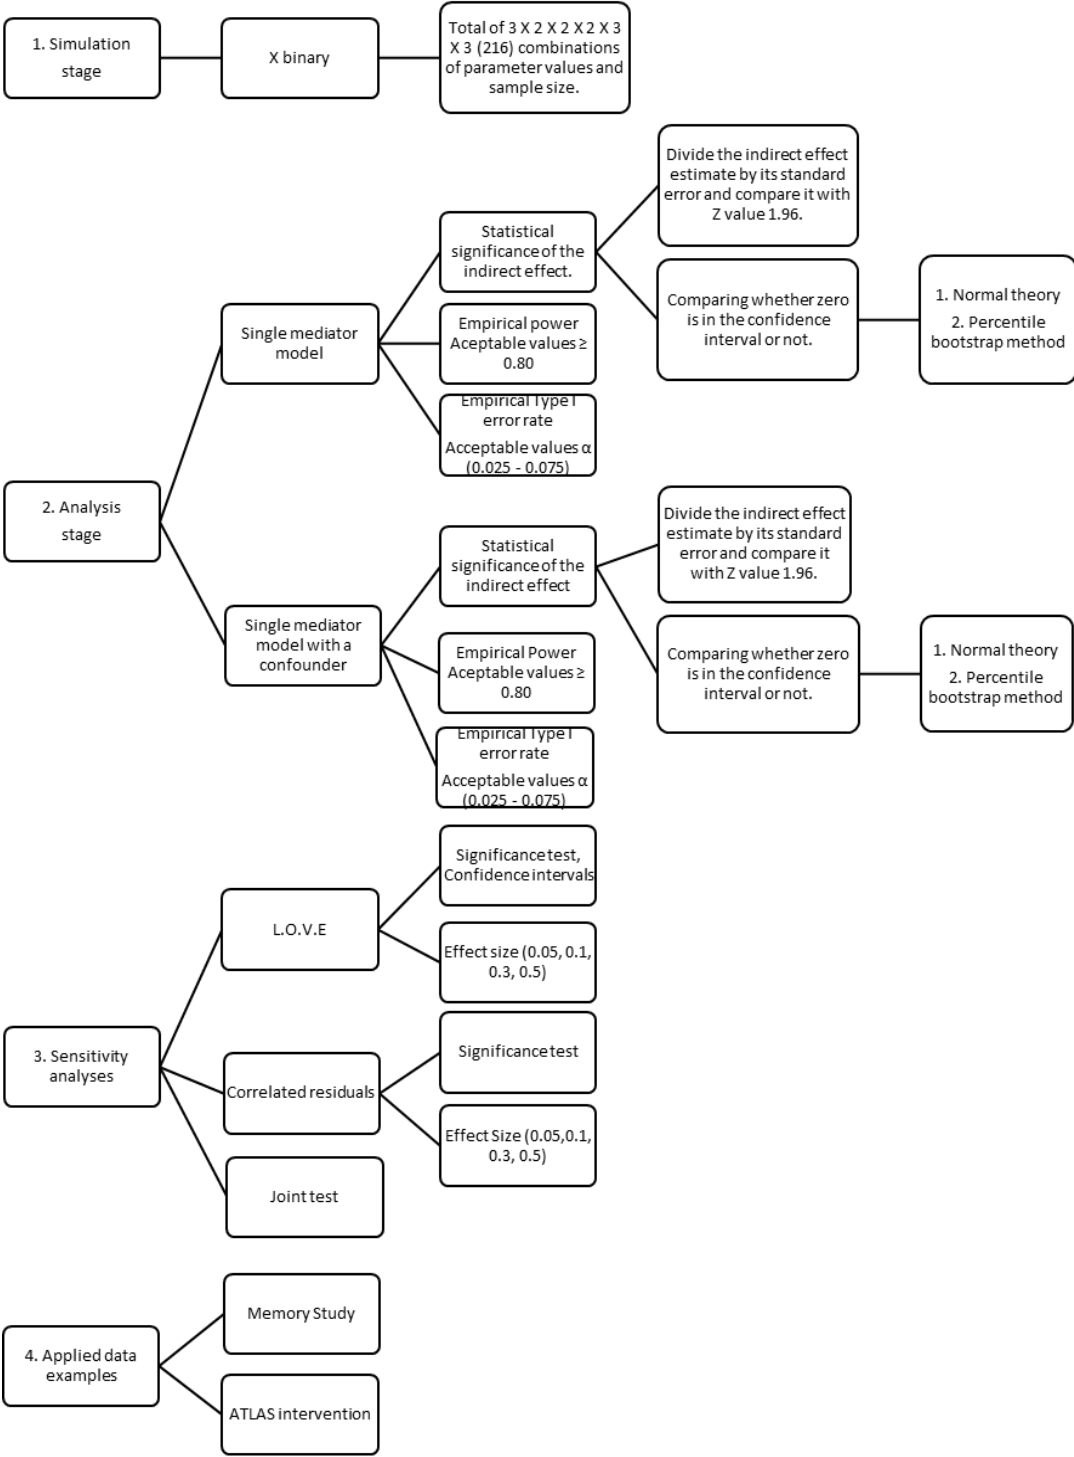 1. Simulation
stage
X binary
Total of 3 X 2 X 2 X 2 X 3
X 3 (216) combinations
of parameter values and
sample size.
2. Analysis
stage
Single mediator
model
Statistical
significance of the
indirect effect.
Divide the indirect effect
estimate by its standard
error and compare it with
Z value 1.96.
Comparing whether zero
is in the confidence
interval or not.
1. Normal theory
2. Percentile
bootstrap method
Empirical power
Aceptable values ≥
0.80
Empirical Type I
error rate
Acceptable values α
(0.025 - 0.075)
Single mediator
model with a
confounder
Statistical
significance of the
indirect effect
Divide the indirect effect
estimate by its standard
error and compare it
with Z value 1.96.
Comparing whether zero
is in the confidence
interval or not.
1. Normal theory
2. Percentile
bootstrap method
Empirical Power
Aceptable values ≥
0.80
Empirical Type I
error rate
Acceptable values α
(0.025 - 0.075)
3. Sensitivity
analyses
L.O.V.E
Significance test,
Confidence intervals
Effect size (0.05, 0.1,
0.3, 0.5)
Correlated residuals
Significance test
Effect Size (0.05,0.1,
0.3, 0.5)
Joint test
4. Applied data
examples
Memory Study
ATLAS intervention